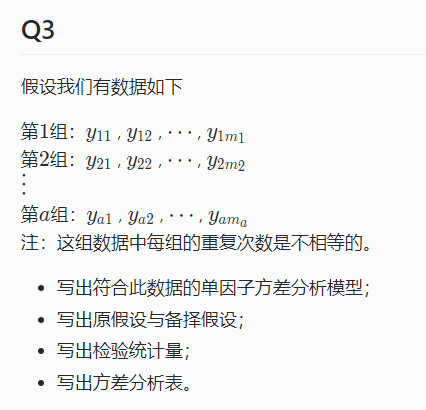 Q3
假设我们有数据如下
第1组：y₁₁ , y₁₂ , ⋯ , y₁ₘ₁
第2组：y₂₁ , y₂₂ , ⋯ , y₂ₘ₂
⋮
第a组：yₐ₁ , yₐ₂ , ⋯ , yₐₘₐ
注：这组数据中每组的重复次数是不相等的。
• 写出符合此数据的单因子方差分析模型；
• 写出原假设与备择假设；
• 写出检验统计量；
• 写出方差分析表。